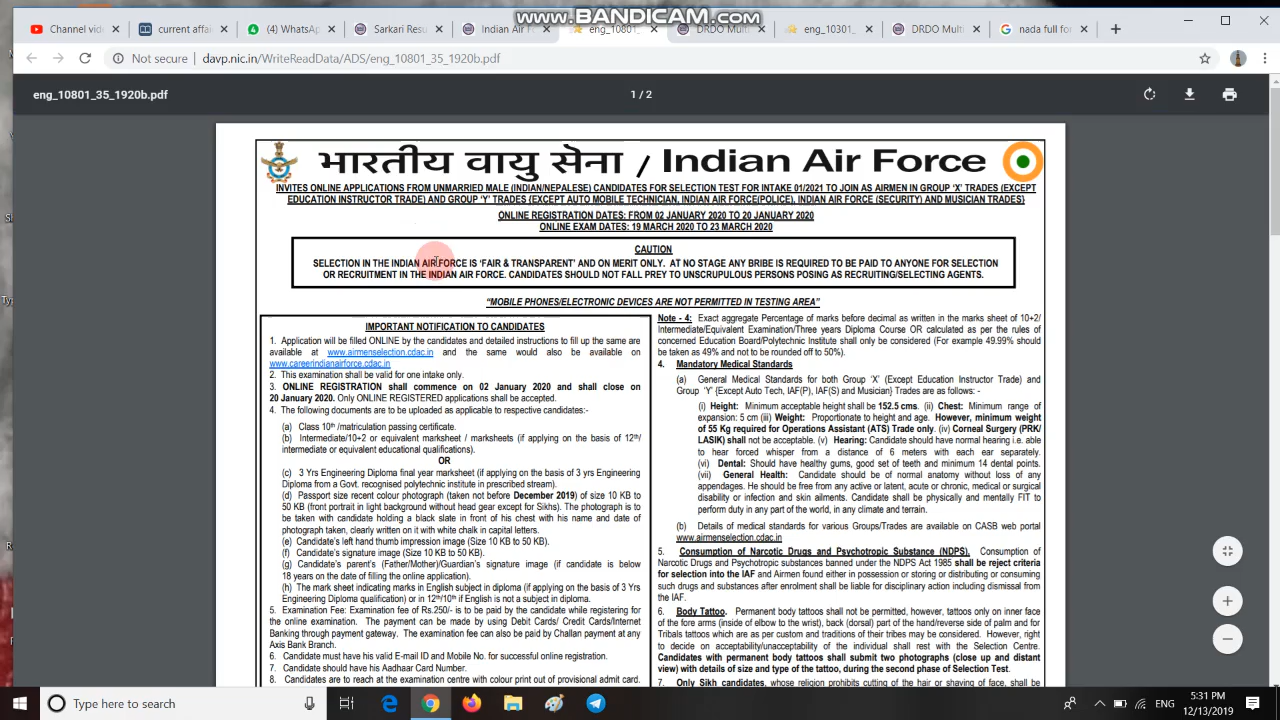 www.BANDICAM.com
Channel vide
current affai
(4) WhatsAp
Sarkari Resu
Indian Air F
eng_10801_
DRDO Multi
eng_10301_
DRDO Multi
nada full for
Not secure
davp.nic.in/WriteReadData/ADS/eng_10801_35_1920b.pdf
eng_10801_35_1920b.pdf
1 / 2
भारतीय वायु सेना / Indian Air Force
INVITES ONLINE APPLICATIONS FROM UNMARRIED MALE (INDIAN/NEPALESE) CANDIDATES FOR SELECTION TEST FOR INTAKE 01/2021 TO JOIN AS AIRMEN IN GROUP 'X' TRADES (EXCEPT
EDUCATION INSTRUCTOR TRADE) AND GROUP 'Y' TRADES {EXCEPT AUTO MOBILE TECHNICIAN, INDIAN AIR FORCE(POLICE), INDIAN AIR FORCE (SECURITY) AND MUSICIAN TRADES}
ONLINE REGISTRATION DATES: FROM 02 JANUARY 2020 TO 20 JANUARY 2020
ONLINE EXAM DATES: 19 MARCH 2020 TO 23 MARCH 2020
CAUTION
SELECTION IN THE INDIAN AIR FORCE IS 'FAIR & TRANSPARENT' AND ON MERIT ONLY. AT NO STAGE ANY BRIBE IS REQUIRED TO BE PAID TO ANYONE FOR SELECTION
OR RECRUITMENT IN THE INDIAN AIR FORCE. CANDIDATES SHOULD NOT FALL PREY TO UNSCRUPULOUS PERSONS POSING AS RECRUITING/SELECTING AGENTS.
"MOBILE PHONES/ELECTRONIC DEVICES ARE NOT PERMITTED IN TESTING AREA"
IMPORTANT NOTIFICATION TO CANDIDATES
1. Application will be filled ONLINE by the candidates and detailed instructions to fill up the same are
available at www.airmenselection.cdac.in and the same would also be available on
www.careerindianairforce.cdac.in
2. This examination shall be valid for one intake only.
3. ONLINE REGISTRATION shall commence on 02 January 2020 and shall close on
20 January 2020. Only ONLINE REGISTERED applications shall be accepted.
4. The following documents are to be uploaded as applicable to respective candidates:-
(a) Class 10th /matriculation passing certificate.
(b) Intermediate/10+2 or equivalent marksheet / marksheets (if applying on the basis of 12th/
intermediate or equivalent educational qualifications).
OR
(c) 3 Yrs Engineering Diploma final year marksheet (if applying on the basis of 3 yrs Engineering
Diploma from a Govt. recognised polytechnic institute in prescribed stream).
(d) Passport size recent colour photograph (taken not before December 2019) of size 10 KB to
50 KB (front portrait in light background without head gear except for Sikhs). The photograph is to
be taken with candidate holding a black slate in front of his chest with his name and date of
photograph taken, clearly written on it with white chalk in capital letters.
(e) Candidate's left hand thumb impression image (Size 10 KB to 50 KB).
(f) Candidate's signature image (Size 10 KB to 50 KB).
(g) Candidate's parent's (Father/Mother)/Guardian's signature image (if candidate is below
18 years on the date of filling the online application).
(h) The mark sheet indicating marks in English subject in diploma (if applying on the basis of 3 Yrs
Engineering Diploma qualifications) or in 12th/10th if English is not a subject in diploma.
5. Examination Fee: Examination fee of Rs.250/- is to be paid by the candidate while registering for
the online examination. The payment can be made by using Debit Cards/ Credit Cards/Internet
Banking through payment gateway. The examination fee can also be paid by Challan payment at any
Axis Bank Branch.
6. Candidate must have his valid E-mail ID and Mobile No. for successful online registration.
7. Candidate should have his Aadhaar Card Number.
8. Candidates are to reach at the examination centre with colour print out of provisional admit card.
Note - 4: Exact aggregate Percentage of marks before decimal as written in the marks sheet of 10+2/
Intermediate/Equivalent Examination/Three years Diploma Course OR calculated as per the rules of
concerned Education Board/Polytechnic Institute shall only be considered (For example 49.99% should
be taken as 49% and not to be rounded off to 50%).
4. Mandatory Medical Standards
(a) General Medical Standards for both Group 'X' (Except Education Instructor Trade) and
Group 'Y' {Except Auto Tech, IAF(P), IAF(S) and Musician} Trades are as follows: -
(i) Height: Minimum acceptable height shall be 152.5 cms. (ii) Chest: Minimum range of
expansion: 5 cm (iii) Weight: Proportionate to height and age. However, minimum weight
of 55 Kg required for Operations Assistant (ATS) Trade only. (iv) Corneal Surgery (PRK/
LASIK) shall not be acceptable. (v) Hearing: Candidate should have normal hearing i.e. able
to hear forced whisper from a distance of 6 meters with each ear separately.
(vi) Dental: Should have healthy gums, good set of teeth and minimum 14 dental points.
(vii) General Health: Candidate should be of normal anatomy without loss of any
appendages. He should be free from any active or latent, acute or chronic, medical or surgical
disability or infection and skin ailments. Candidate shall be physically and mentally FIT to
perform duty in any part of the world, in any climate and terrain.
(b) Details of medical standards for various Groups/Trades are available on CASB web portal
www.airmenselection.cdac.in
5. Consumption of Narcotic Drugs and Psychotropic Substance (NDPS). Consumption of
Narcotic Drugs and Psychotropic substances banned under the NDPS Act 1985 shall be reject criteria
for selection into the IAF and Airmen found either in possession or storing or distributing or consuming
such drugs and substances after enrolment shall be liable for disciplinary action including dismissal from
the IAF.
6. Body Tattoo. Permanent body tattoos shall not be permitted, however, tattoos only on inner face
of the fore arms (inside of elbow to the wrist), back (dorsal) part of the hand/reverse side of palm and for
Tribals tattoos which are as per custom and traditions of their tribes may be considered. However, right
to decide on acceptability/unacceptability of the individual shall rest with the Selection Centre.
Candidates with permanent body tattoos shall submit two photographs (close up and distant
view) with details of size and type of the tattoo, during the second phase of Selection Test.
7. Only Sikh candidates, whose religion prohibits cutting of the hair or shaving of face, shall be
Type here to search
ENG
5:31 PM
12/13/2019